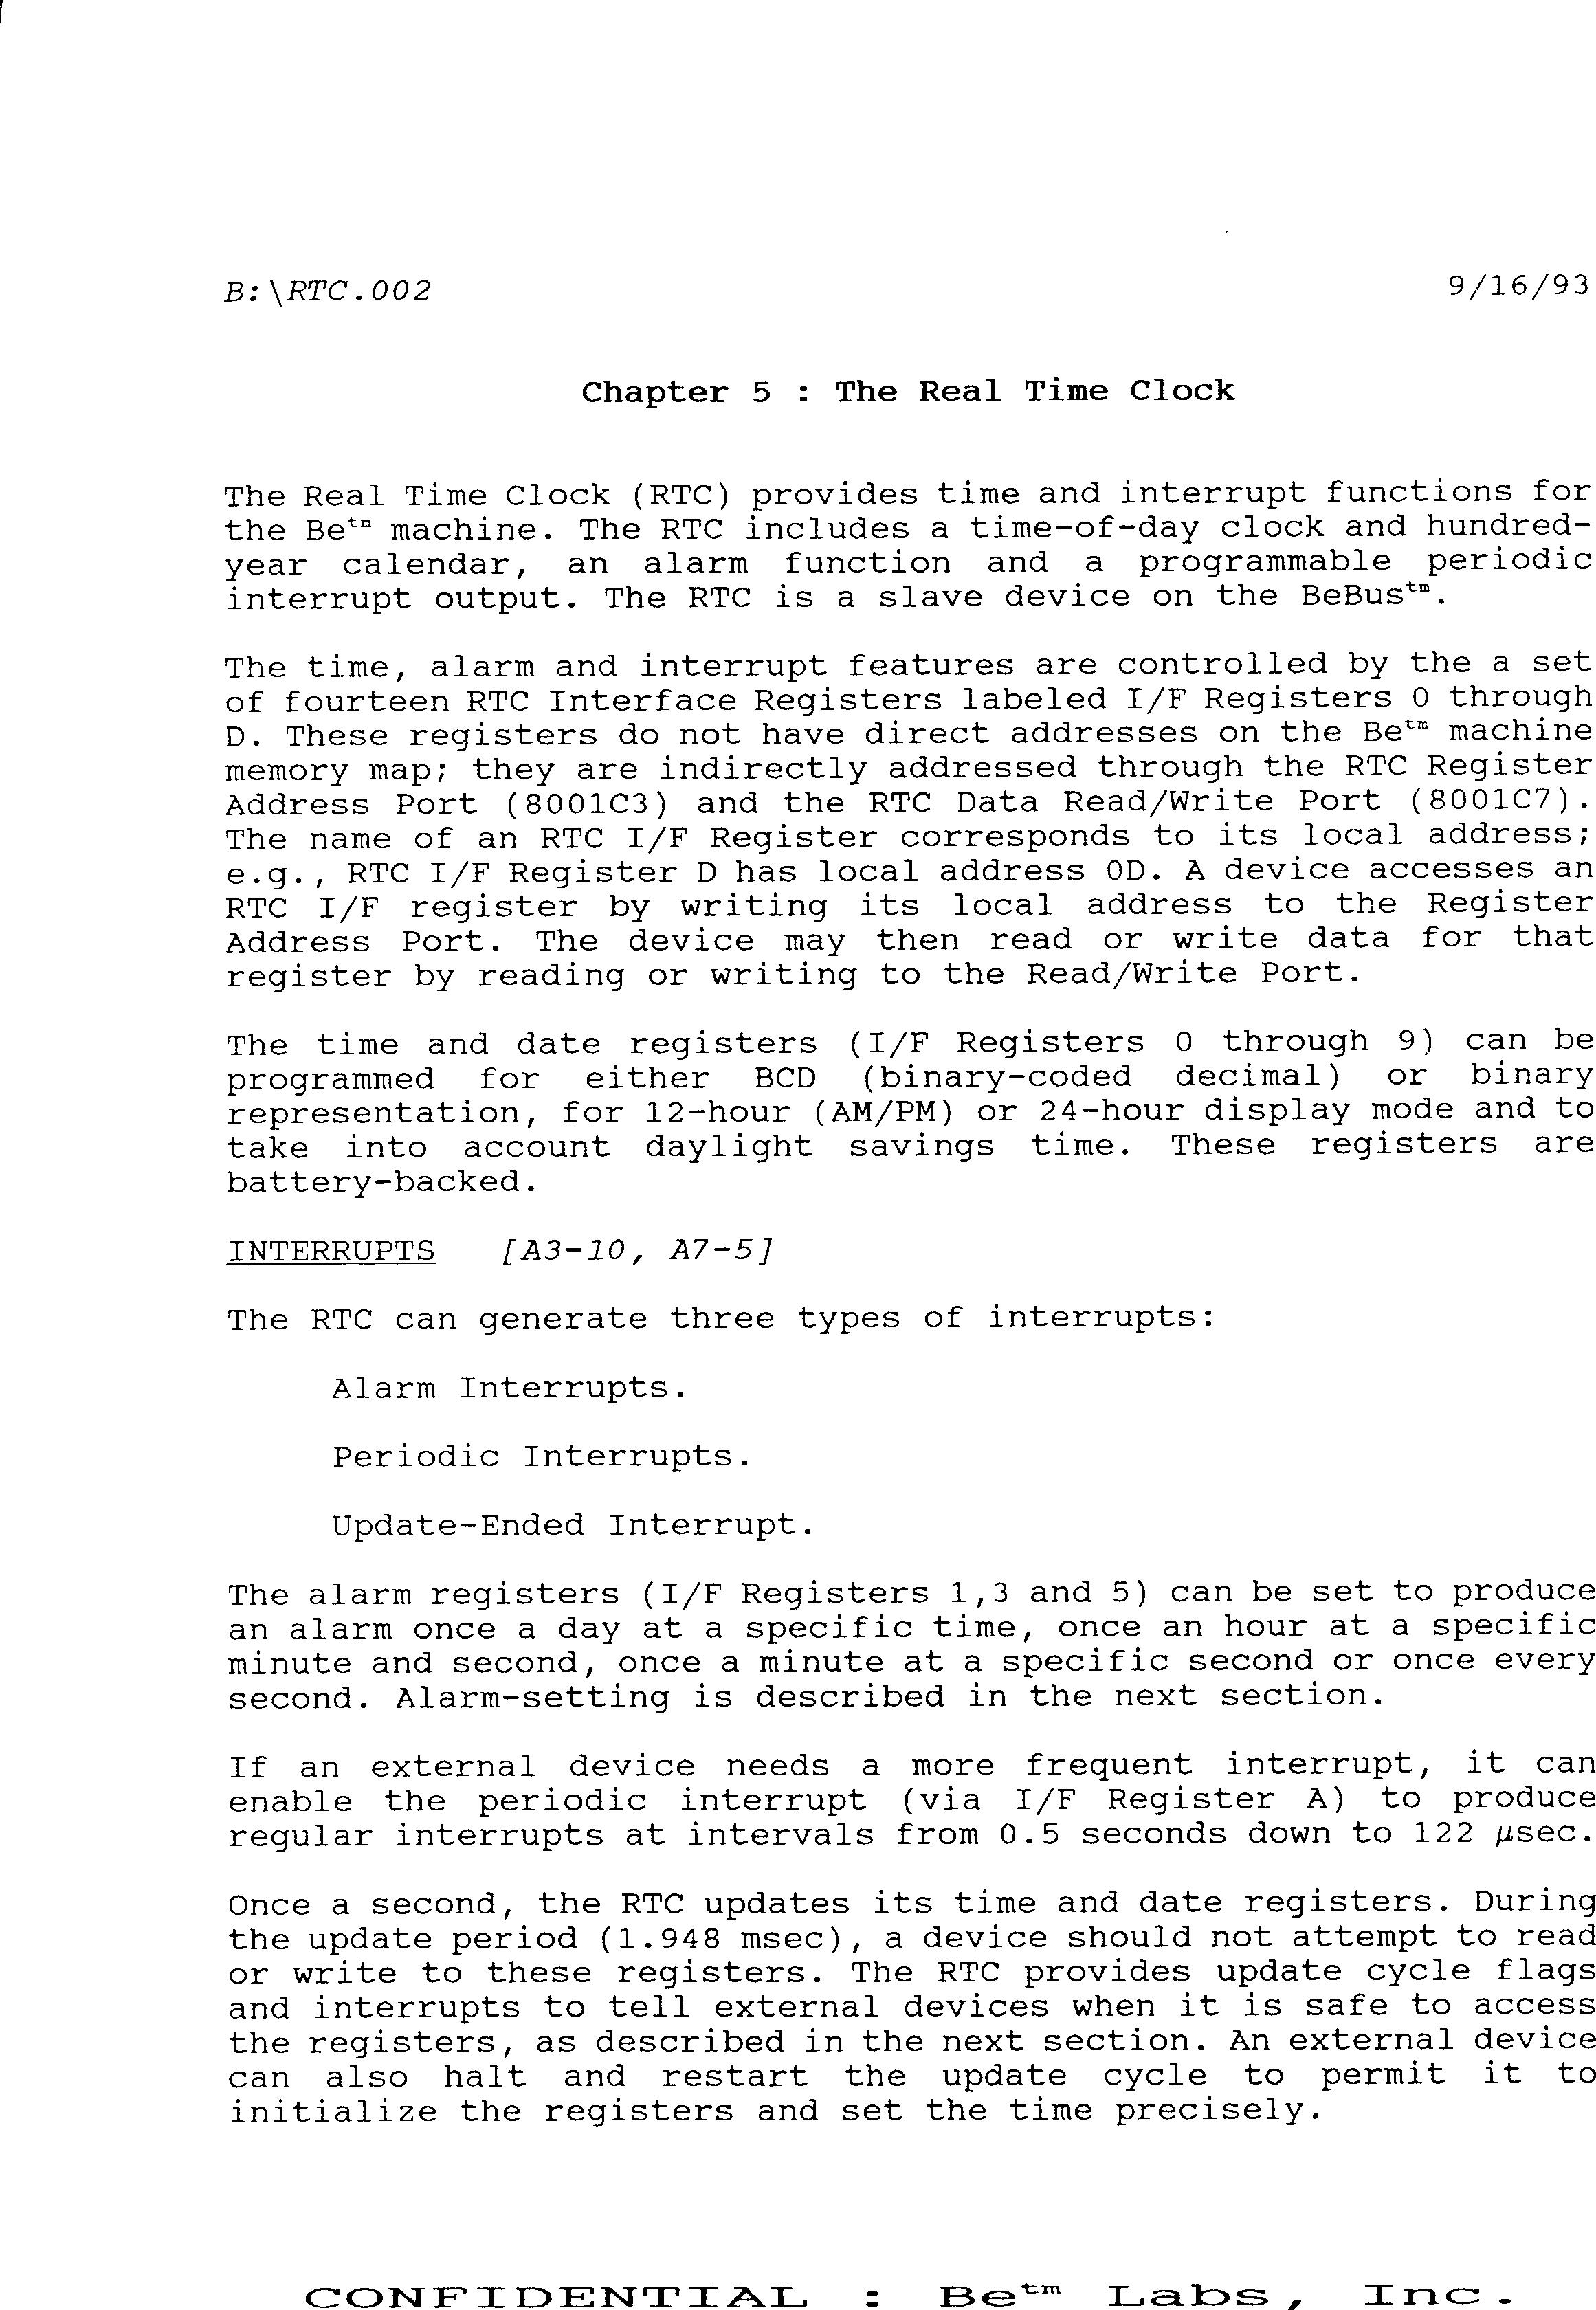 B:\RTC.002 9/16/93
Chapter 5 : The Real Time Clock
The Real Time Clock (RTC) provides time and interrupt functions for
the Be™ machine. The RTC includes a time-of-day clock and hundred-
year calendar, an alarm function and a programmable periodic
interrupt output. The RTC is a slave device on the BeBus™.
The time, alarm and interrupt features are controlled by the a set
of fourteen RTC Interface Registers labeled I/F Registers 0 through
D. These registers do not have direct addresses on the Be™ machine
memory map; they are indirectly addressed through the RTC Register
Address Port (8001C3) and the RTC Data Read/Write Port (8001C7).
The name of an RTC I/F Register corresponds to its local address;
e.g., RTC I/F Register D has local address 0D. A device accesses an
RTC I/F register by writing its local address to the Register
Address Port. The device may then read or write data for that
register by reading or writing to the Read/Write Port.
The time and date registers (I/F Registers 0 through 9) can be
programmed for either BCD (binary-coded decimal) or binary
representation, for 12-hour (AM/PM) or 24-hour display mode and to
take into account daylight savings time. These registers are
battery-backed.
INTERRUPTS [A3-10, A7-5]
The RTC can generate three types of interrupts:
Alarm Interrupts.
Periodic Interrupts.
Update-Ended Interrupt.
The alarm registers (I/F Registers 1,3 and 5) can be set to produce
an alarm once a day at a specific time, once an hour at a specific
minute and second, once a minute at a specific second or once every
second. Alarm-setting is described in the next section.
If an external device needs a more frequent interrupt, it can
enable the periodic interrupt (via I/F Register A) to produce
regular interrupts at intervals from 0.5 seconds down to 122 µsec.
Once a second, the RTC updates its time and date registers. During
the update period (1.948 msec), a device should not attempt to read
or write to these registers. The RTC provides update cycle flags
and interrupts to tell external devices when it is safe to access
the registers, as described in the next section. An external device
can also halt and restart the update cycle to permit it to
initialize the registers and set the time precisely.
CONFIDENTIAL : Be™ Labs, Inc.